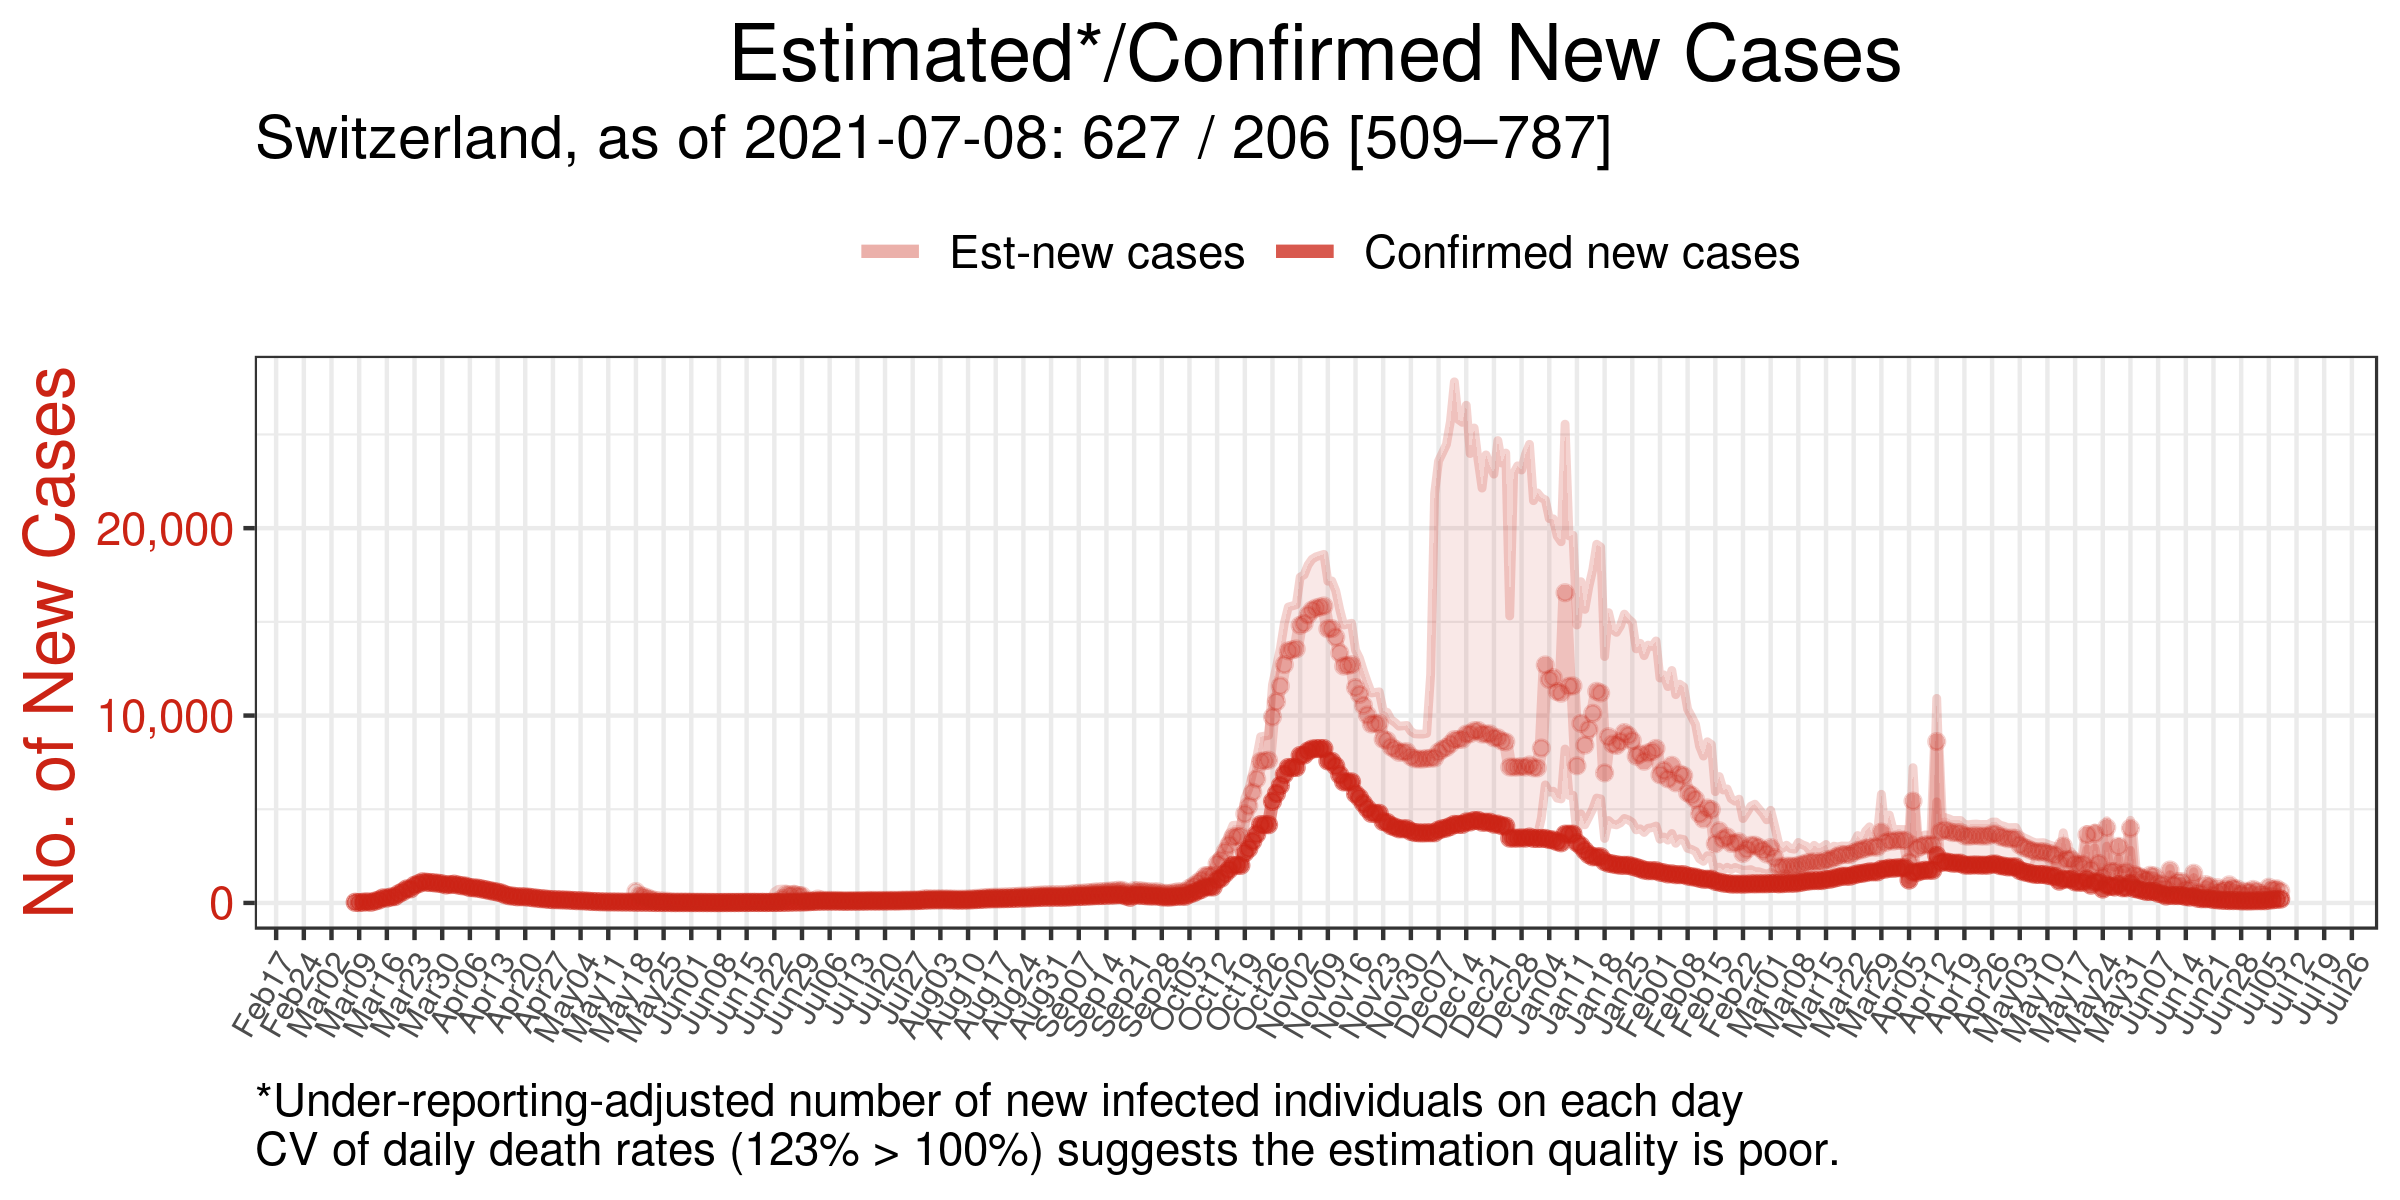 Estimated*/Confirmed New Cases
Switzerland, as of 2021-07-08: 627 / 206 [509–787]
Est-new cases
Confirmed new cases
No. of New Cases
20,000
10,000
0
Feb17
Feb24
Mar02
Mar09
Mar16
Mar23
Mar30
Apr06
Apr13
Apr20
Apr27
May04
May11
May18
May25
Jun01
Jun08
Jun15
Jun22
Jun29
Jul06
Jul13
Jul20
Jul27
Aug03
Aug10
Aug17
Aug24
Aug31
Sep07
Sep14
Sep21
Sep28
Oct05
Oct12
Oct19
Oct26
Nov02
Nov09
Nov16
Nov23
Nov30
Dec07
Dec14
Dec21
Dec28
Jan04
Jan11
Jan18
Jan25
Feb01
Feb08
Feb15
Feb22
Mar01
Mar08
Mar15
Mar22
Mar29
Apr05
Apr12
Apr19
Apr26
May03
May10
May17
May24
May31
Jun07
Jun14
Jun21
Jun28
Jul05
Jul12
Jul19
Jul26
*Under-reporting-adjusted number of new infected individuals on each day
CV of daily death rates (123% > 100%) suggests the estimation quality is poor.